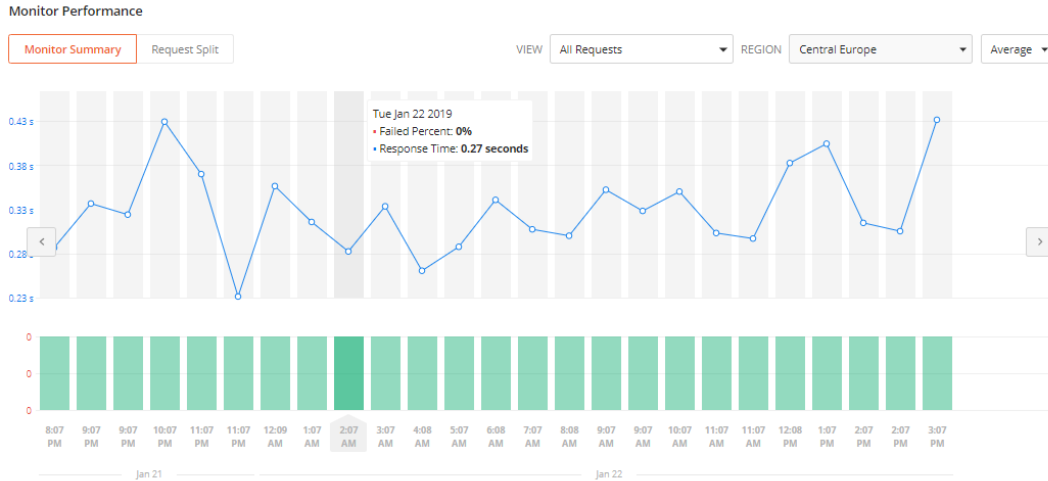 Monitor Performance
Monitor Summary Request Split VIEW All Requests REGION Central Europe Average
Tue Jan 22 2019
• Failed Percent: 0%
• Response Time: 0.27 seconds
0.43 s
0.38 s
0.33 s
0.28
0.23 s
0
0
0
8:07 9:07 9:07 10:07 11:07 11:07 12:09 1:07 2:07 3:07 4:08 5:07 6:08 7:07 8:08 9:07 9:07 10:07 11:07 11:07 12:08 1:07 2:07 2:07 3:07
PM PM PM PM PM PM AM AM AM AM AM AM AM AM AM AM AM AM AM AM PM PM PM PM PM
Jan 21 Jan 22